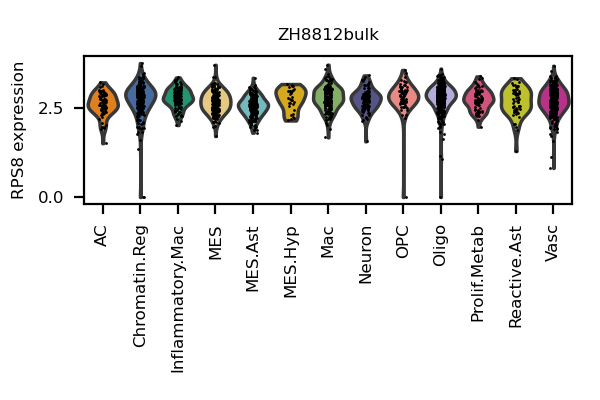 ZH8812bulk
RPS8 expression
2.5
0.0
AC
Chromatin.Reg
Inflammatory.Mac
MES
MES.Ast
MES.Hyp
Mac
Neuron
OPC
Oligo
Prolif.Metab
Reactive.Ast
Vasc